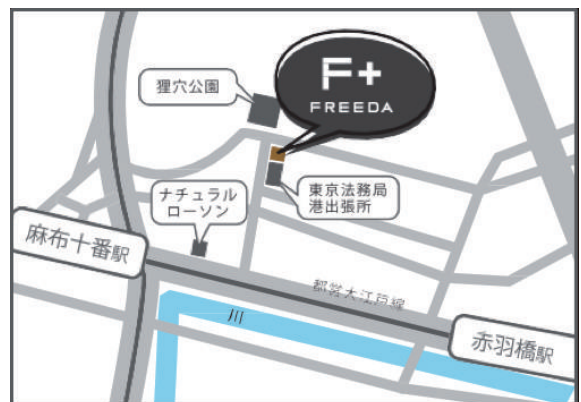 F+
FREEDA
狸穴公園
東京法務局
港出張所
ナチュラル
ローソン
麻布十番駅
都営大江戸線
川
赤羽橋駅